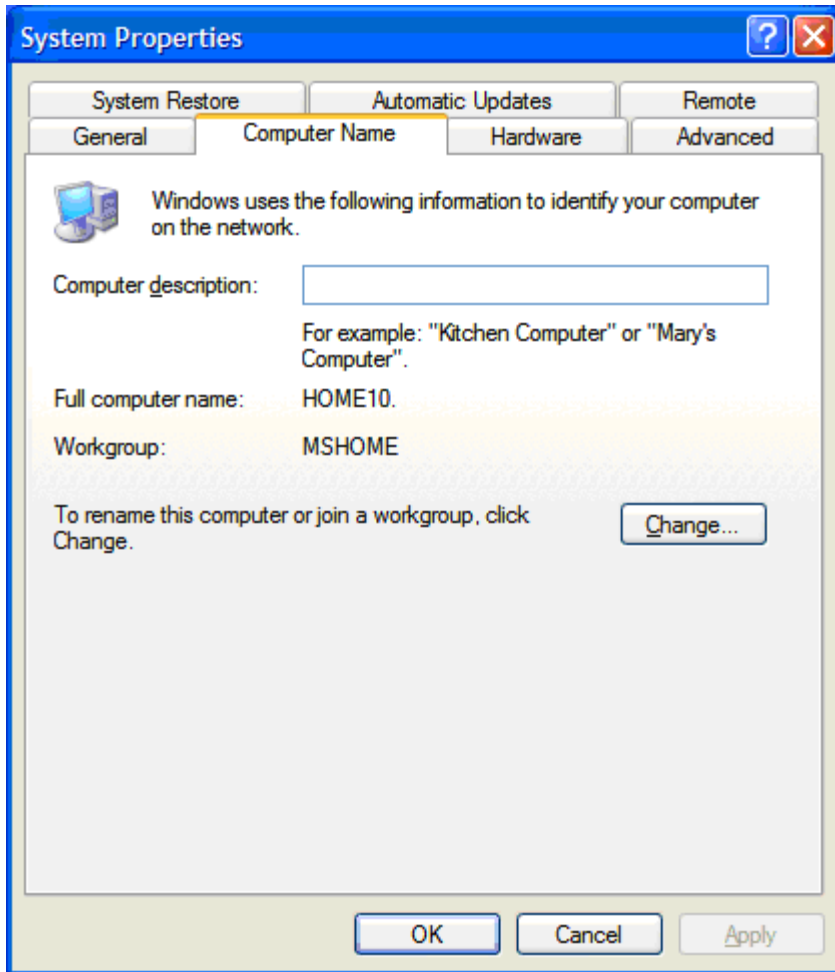 System Properties
System Restore Automatic Updates Remote
General Computer Name Hardware Advanced
Windows uses the following information to identify your computer
on the network.
Computer description:
For example: "Kitchen Computer" or "Mary's
Computer".
Full computer name: HOME10.
Workgroup: MSHOME
To rename this computer or join a workgroup, click
Change.
Change...
OK Cancel Apply